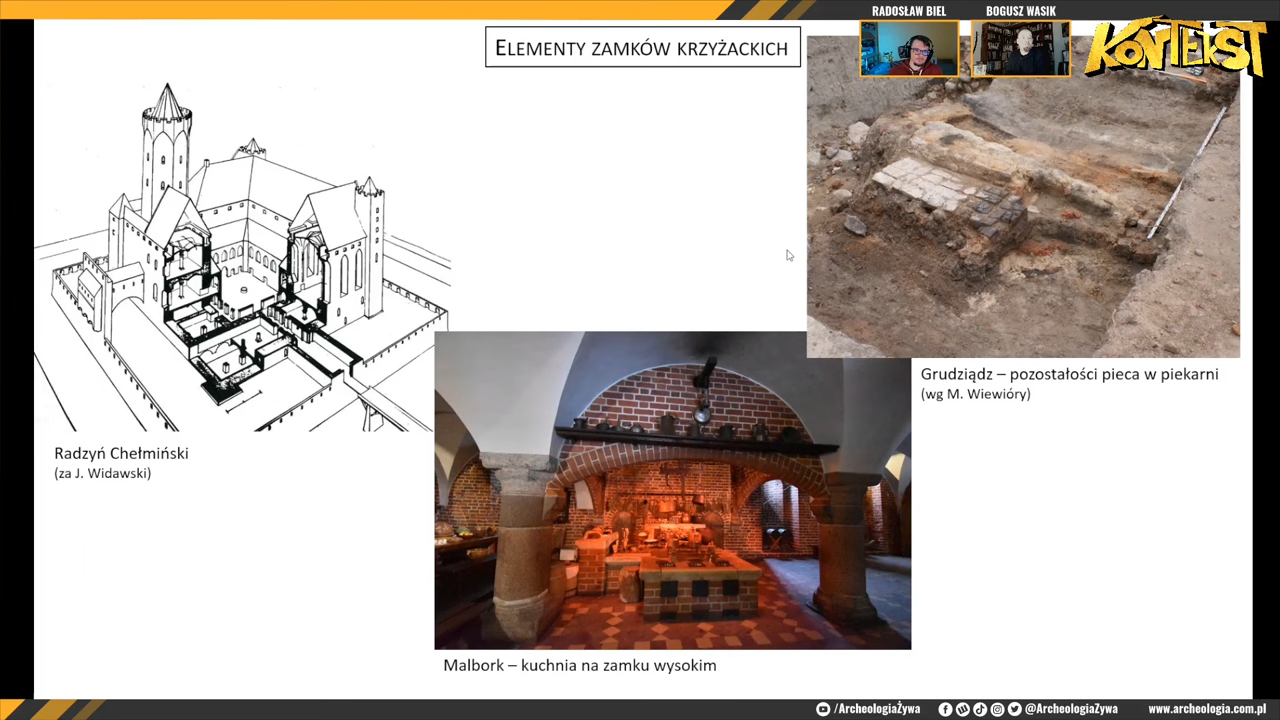 RADOSŁAW BIEL
BOGUSZ WASIK
KONTEKST
ELEMENTY ZAMKÓW KRZYŻACKICH
Grudziądz – pozostałości pieca w piekarni
(wg M. Wiewióry)
Radzyń Chełmiński
(za J. Widawski)
Malbork – kuchnia na zamku wysokim
/ArcheologiaŻywa
@ArcheologiaZywa
www.archeologia.com.pl